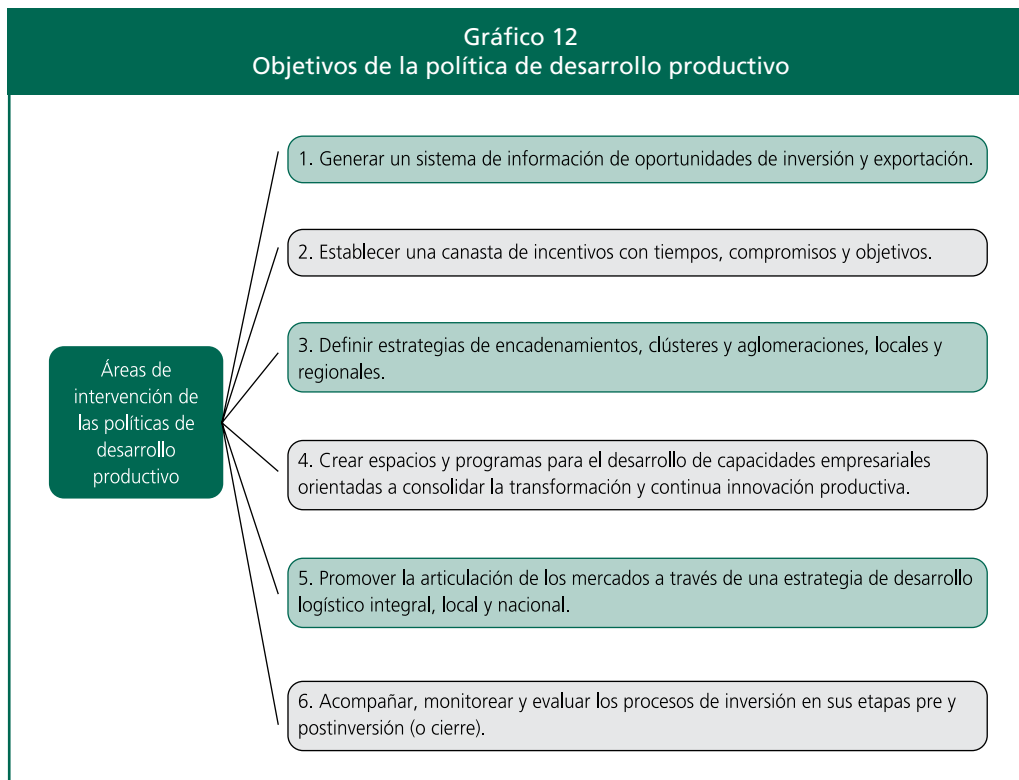 Gráfico 12
Objetivos de la política de desarrollo productivo
Áreas de
intervención de
las políticas de
desarrollo
productivo
1. Generar un sistema de información de oportunidades de inversión y exportación.
2. Establecer una canasta de incentivos con tiempos, compromisos y objetivos.
3. Definir estrategias de encadenamientos, clústeres y aglomeraciones, locales y
regionales.
4. Crear espacios y programas para el desarrollo de capacidades empresariales
orientadas a consolidar la transformación y continua innovación productiva.
5. Promover la articulación de los mercados a través de una estrategia de desarrollo
logístico integral, local y nacional.
6. Acompañar, monitorear y evaluar los procesos de inversión en sus etapas pre y
postinversión (o cierre).